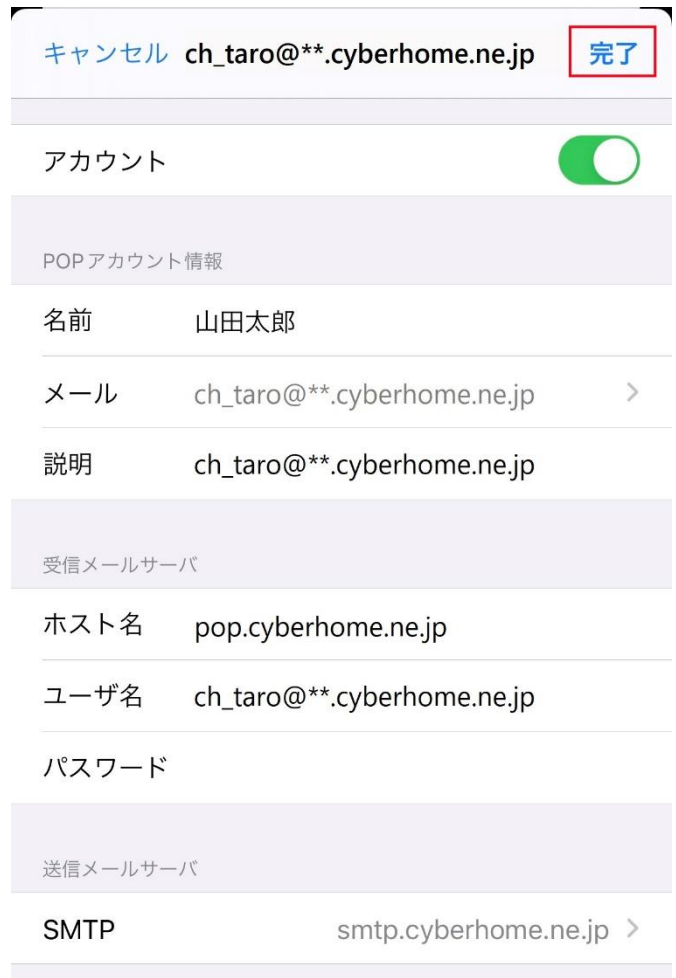 キャンセル ch_taro@**.cyberhome.ne.jp 完了
アカウント
POPアカウント情報
名前 山田太郎
メール ch_taro@**.cyberhome.ne.jp
説明 ch_taro@**.cyberhome.ne.jp
受信メールサーバ
ホスト名 pop.cyberhome.ne.jp
ユーザ名 ch_taro@**.cyberhome.ne.jp
パスワード
送信メールサーバ
SMTP smtp.cyberhome.ne.jp